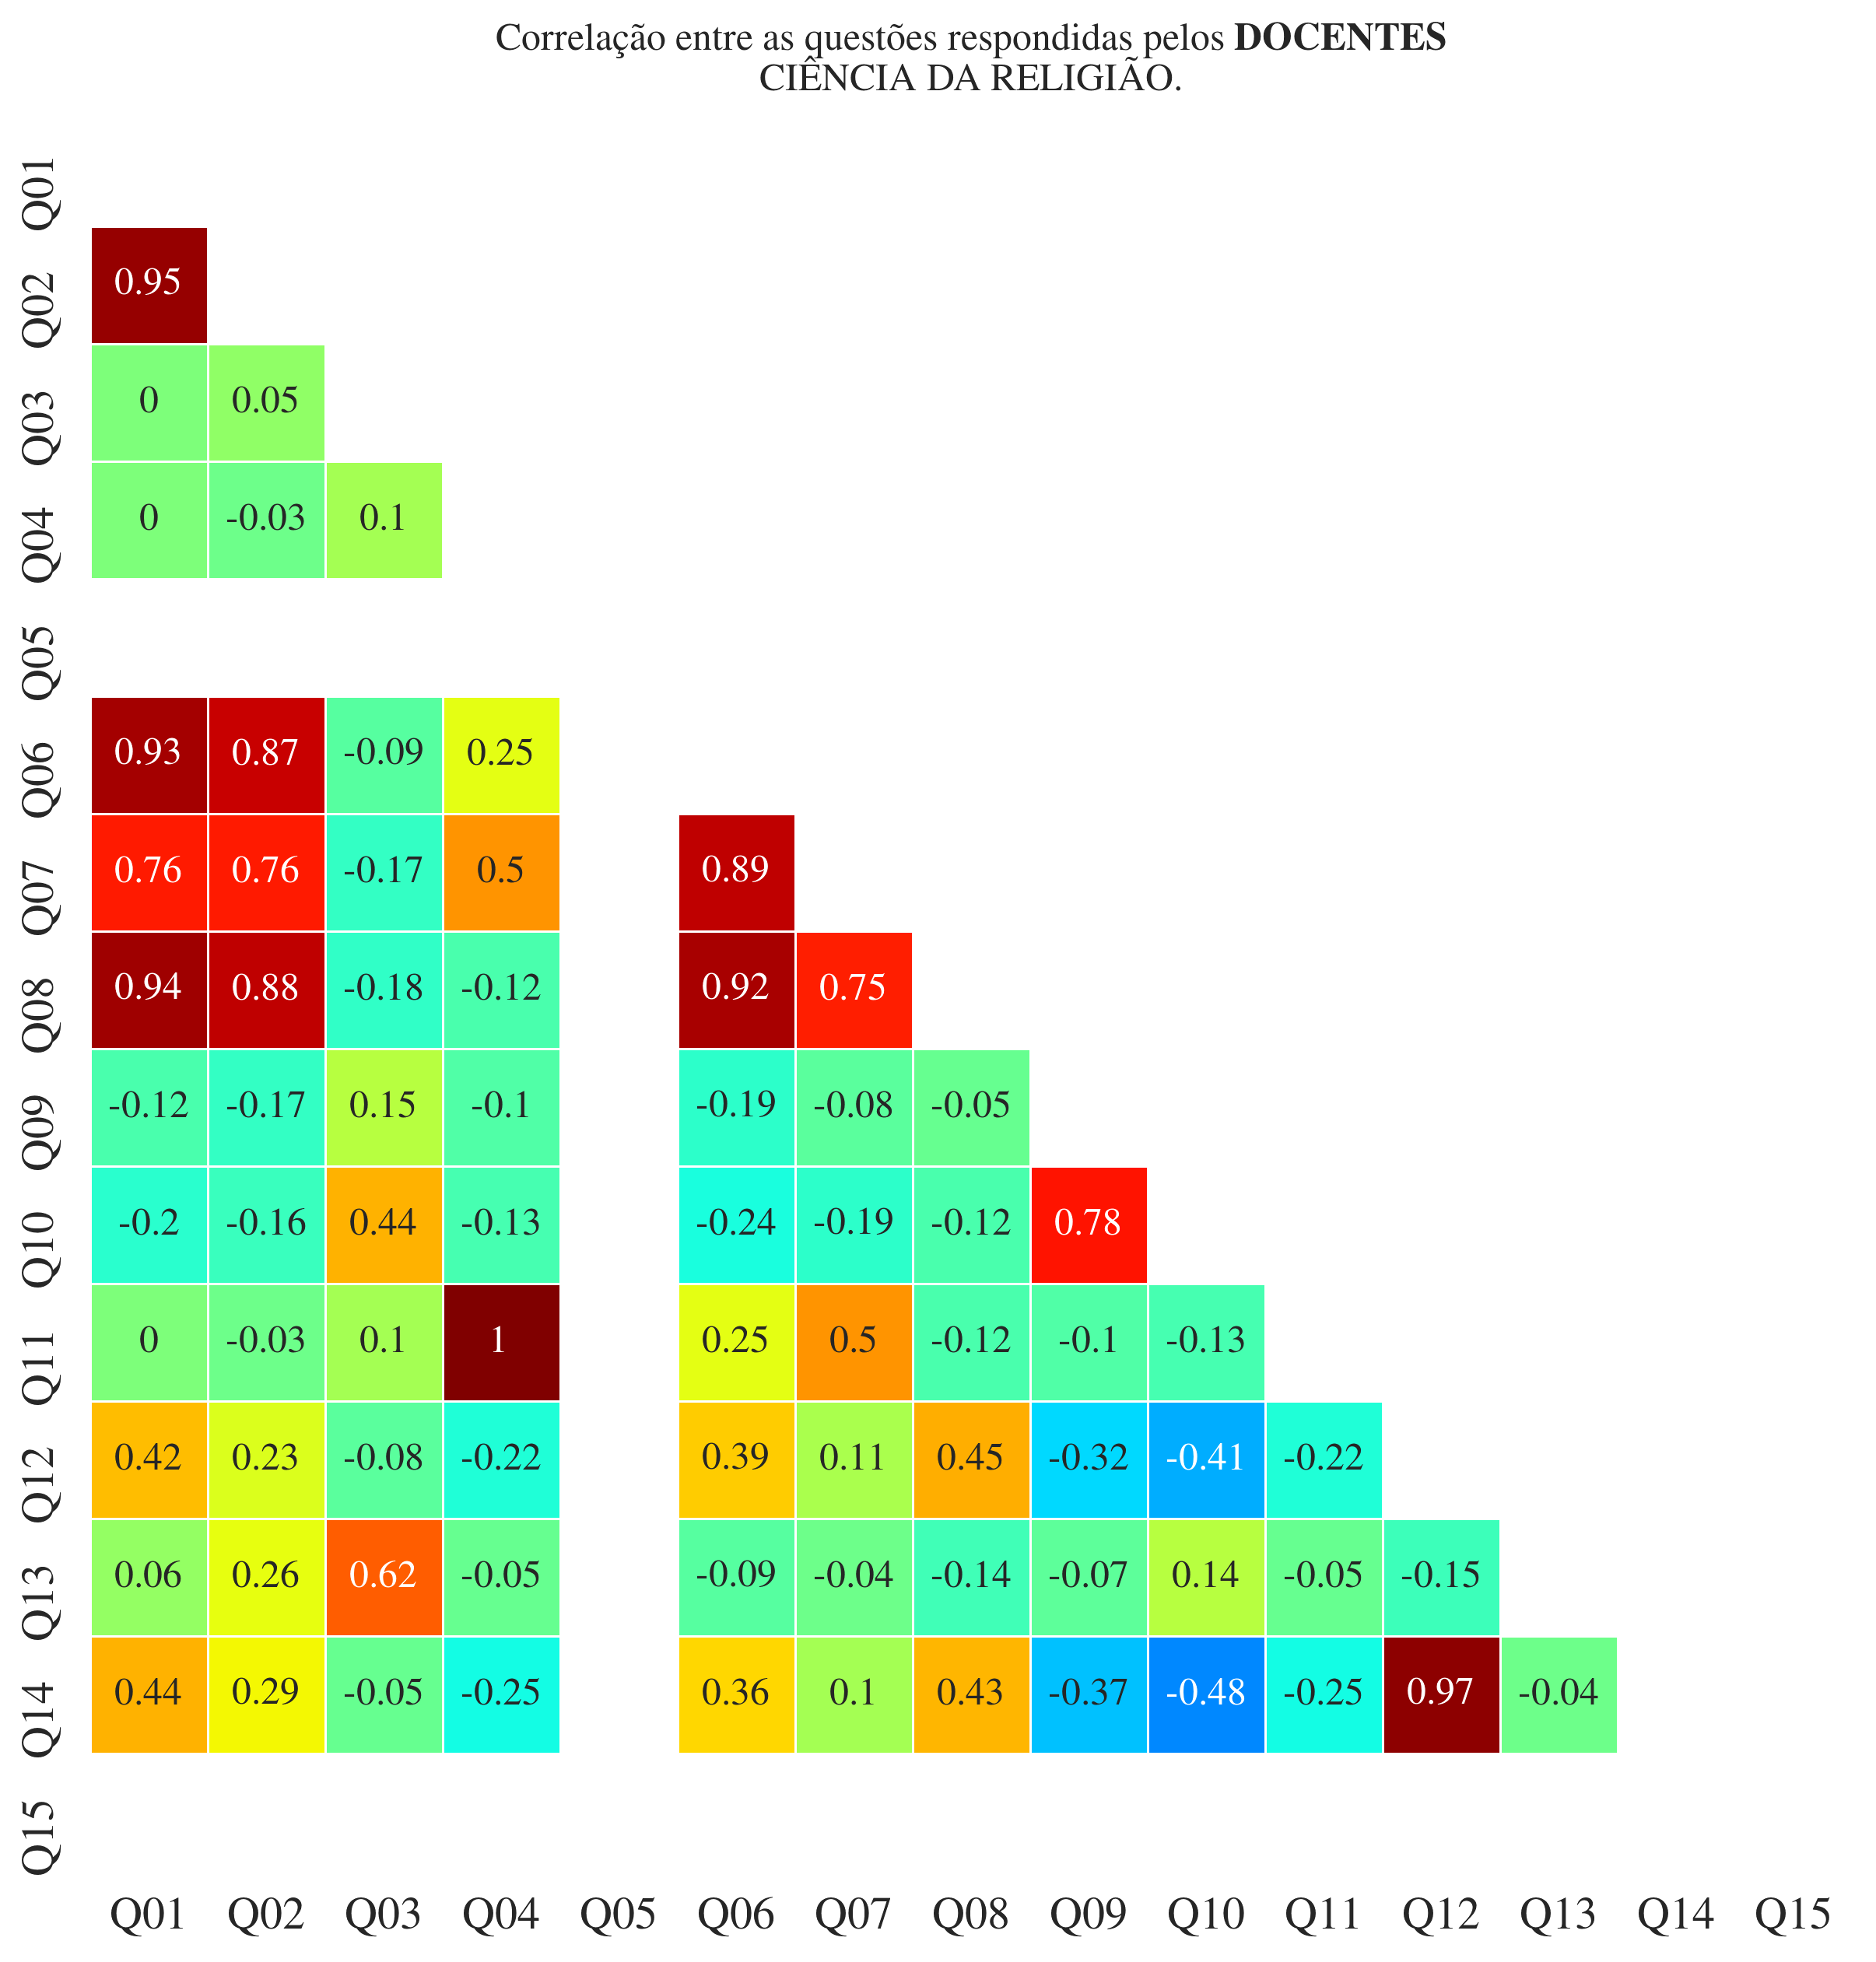 Correlação entre as questões respondidas pelos DOCENTES
CIÊNCIA DA RELIGIÃO.
Q01
Q02 0.95
Q03 0 0.05
Q04 0 -0.03 0.1
Q05
Q06 0.93 0.87 -0.09 0.25
Q07 0.76 0.76 -0.17 0.5 0.89
Q08 0.94 0.88 -0.18 -0.12 0.92 0.75
Q09 -0.12 -0.17 0.15 -0.1 -0.19 -0.08 -0.05
Q10 -0.2 -0.16 0.44 -0.13 -0.24 -0.19 -0.12 0.78
Q11 0 -0.03 0.1 1 0.25 0.5 -0.12 -0.1 -0.13
Q12 0.42 0.23 -0.08 -0.22 0.39 0.11 0.45 -0.32 -0.41 -0.22
Q13 0.06 0.26 0.62 -0.05 -0.09 -0.04 -0.14 -0.07 0.14 -0.05 -0.15
Q14 0.44 0.29 -0.05 -0.25 0.36 0.1 0.43 -0.37 -0.48 -0.25 0.97 -0.04
Q15
Q01 Q02 Q03 Q04 Q05 Q06 Q07 Q08 Q09 Q10 Q11 Q12 Q13 Q14 Q15